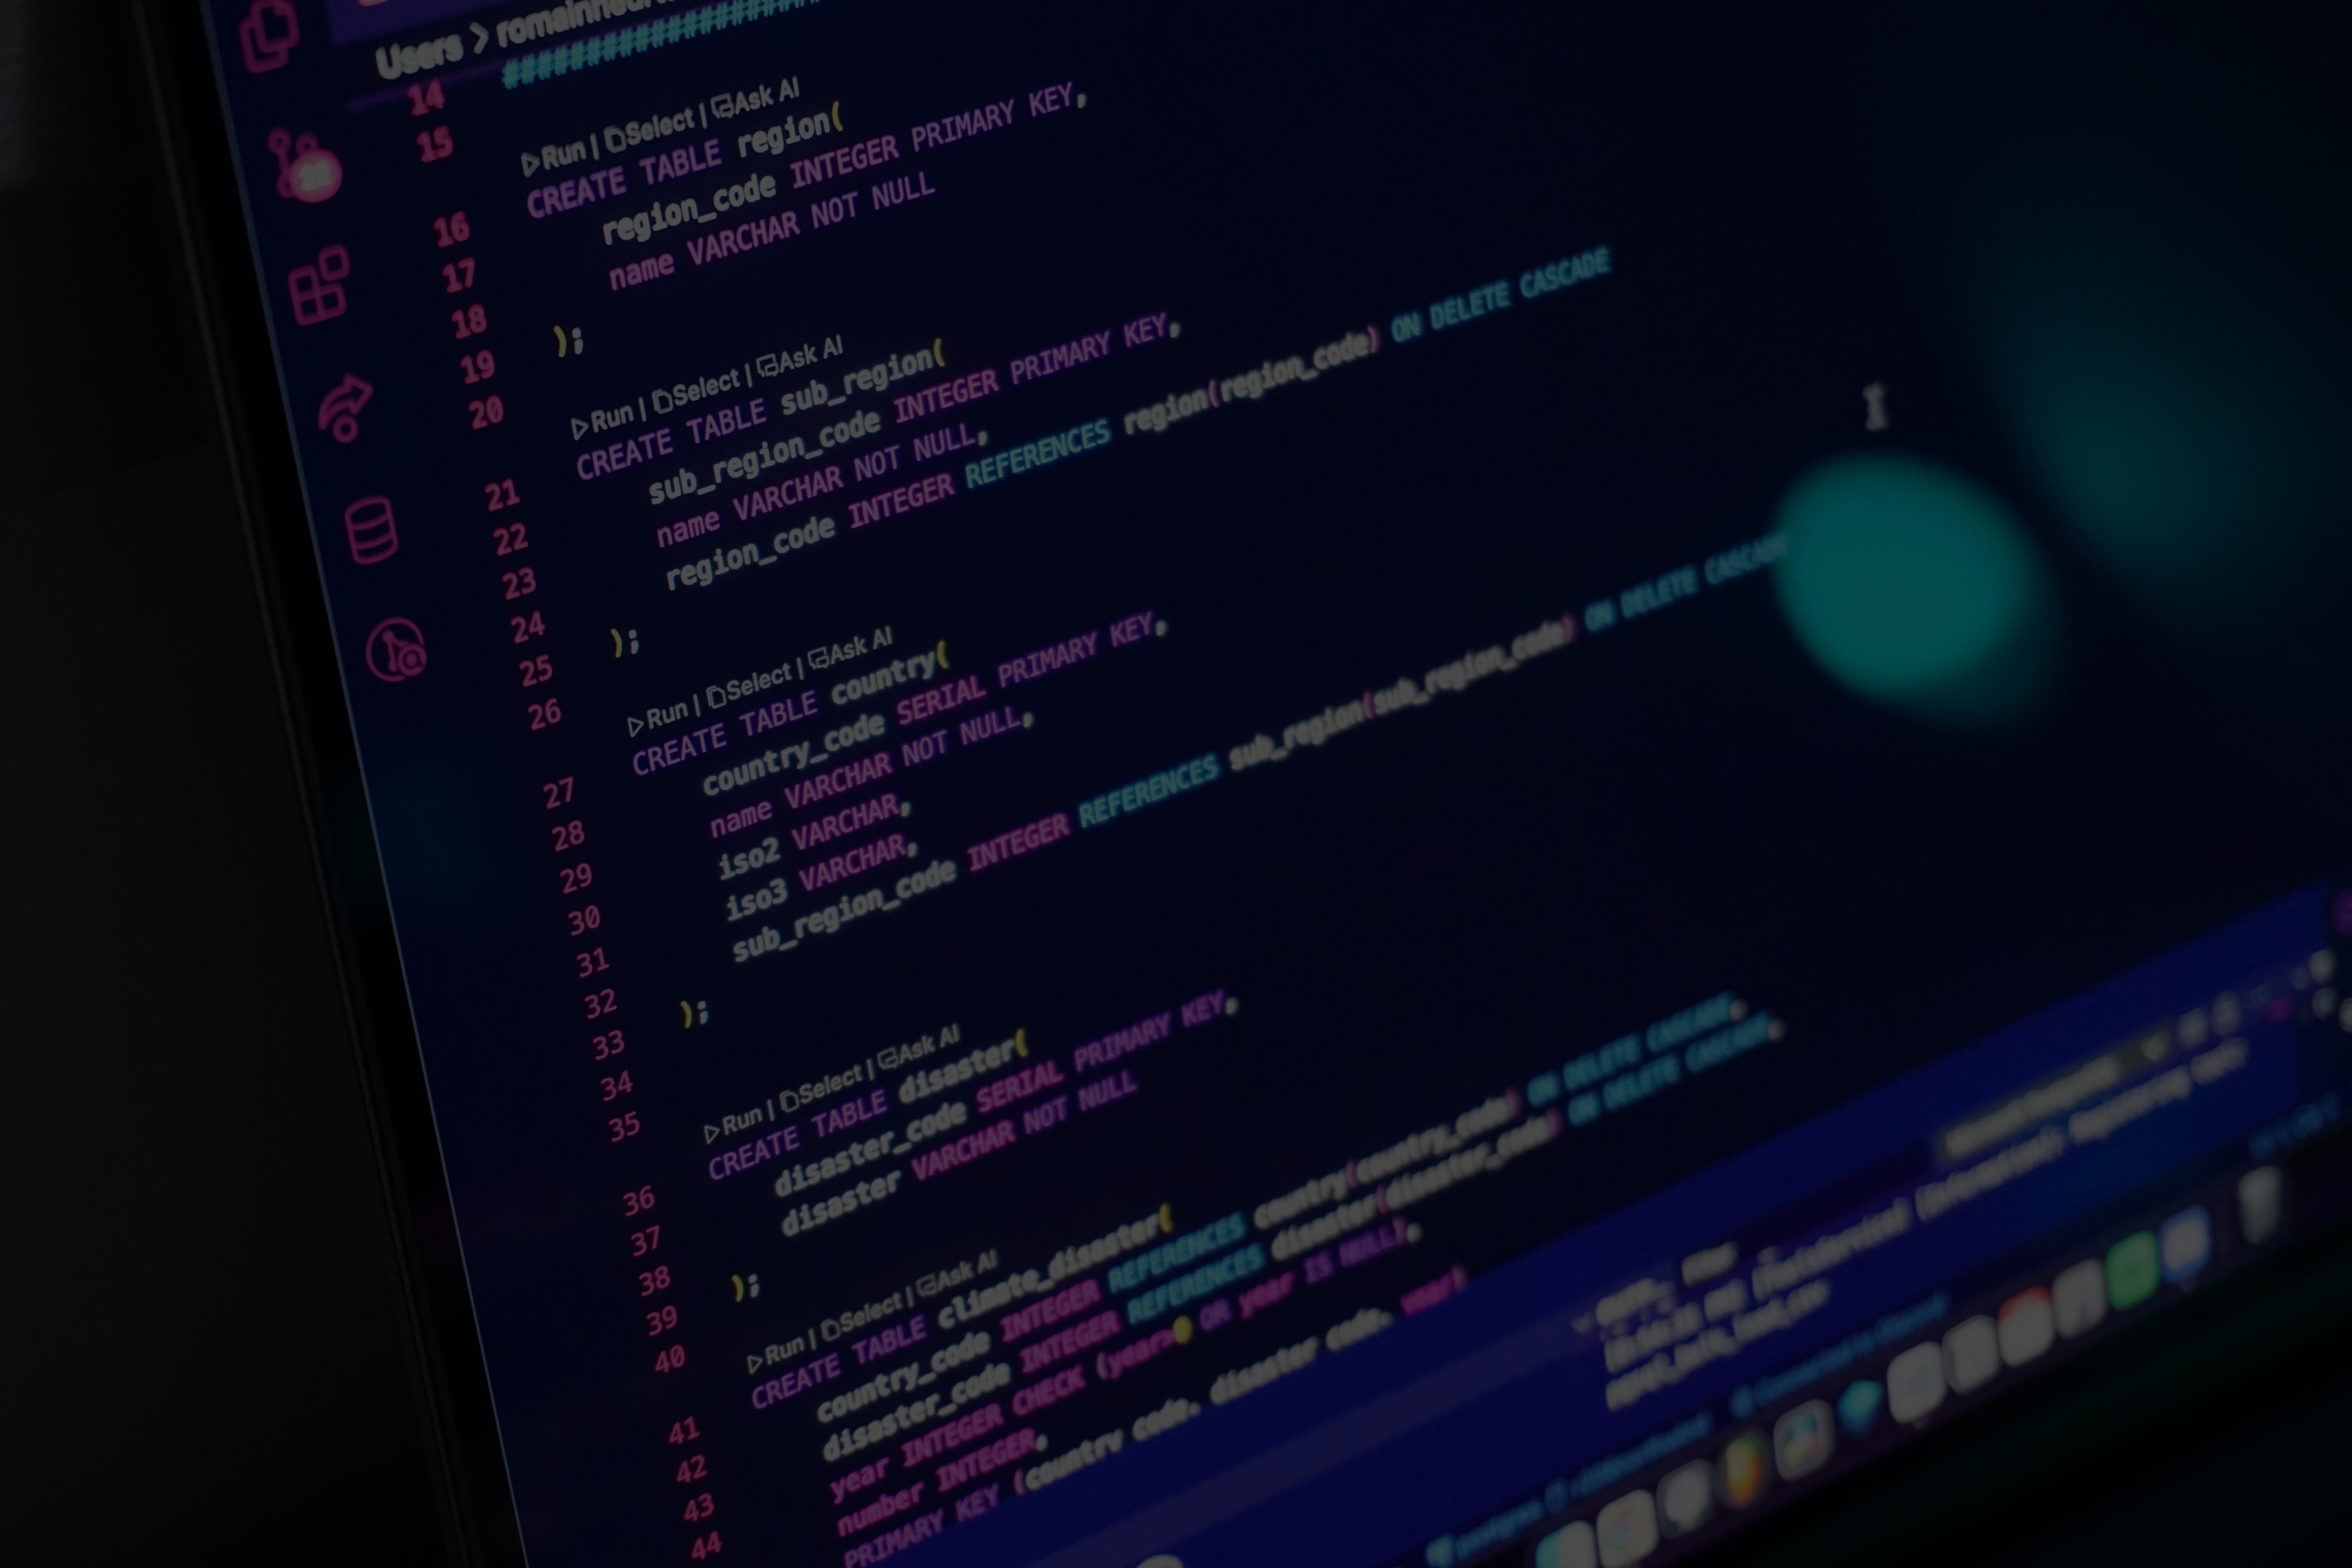 Users > romainheu
##################
14
15
Run | Select | Ask AI
16 CREATE TABLE region(
17 region_code INTEGER PRIMARY KEY,
18 name VARCHAR NOT NULL
19
20 );
Run | Select | Ask AI
21 CREATE TABLE sub_region(
22 sub_region_code INTEGER PRIMARY KEY,
23 name VARCHAR NOT NULL,
24 region_code INTEGER REFERENCES region(region_code) ON DELETE CASCADE
25
26 );
Run | Select | Ask AI
27 CREATE TABLE country(
28 country_code SERIAL PRIMARY KEY,
29 name VARCHAR NOT NULL,
30 iso2 VARCHAR,
31 iso3 VARCHAR,
32 sub_region_code INTEGER REFERENCES sub_region(sub_region_code) ON DELETE CASCADE
33
34 );
35
Run | Select | Ask AI
36 CREATE TABLE disaster(
37 disaster_code SERIAL PRIMARY KEY,
38 disaster VARCHAR NOT NULL
39
40 );
Run | Select | Ask AI
41 CREATE TABLE climate_disaster(
42 country_code INTEGER REFERENCES country(country_code) ON DELETE CASCADE,
43 disaster_code INTEGER REFERENCES disaster(disaster_code) ON DELETE CASCADE,
44 year INTEGER CHECK (year>0 OR year IS NULL),
number INTEGER,
PRIMARY KEY (country_code, disaster_code, year)